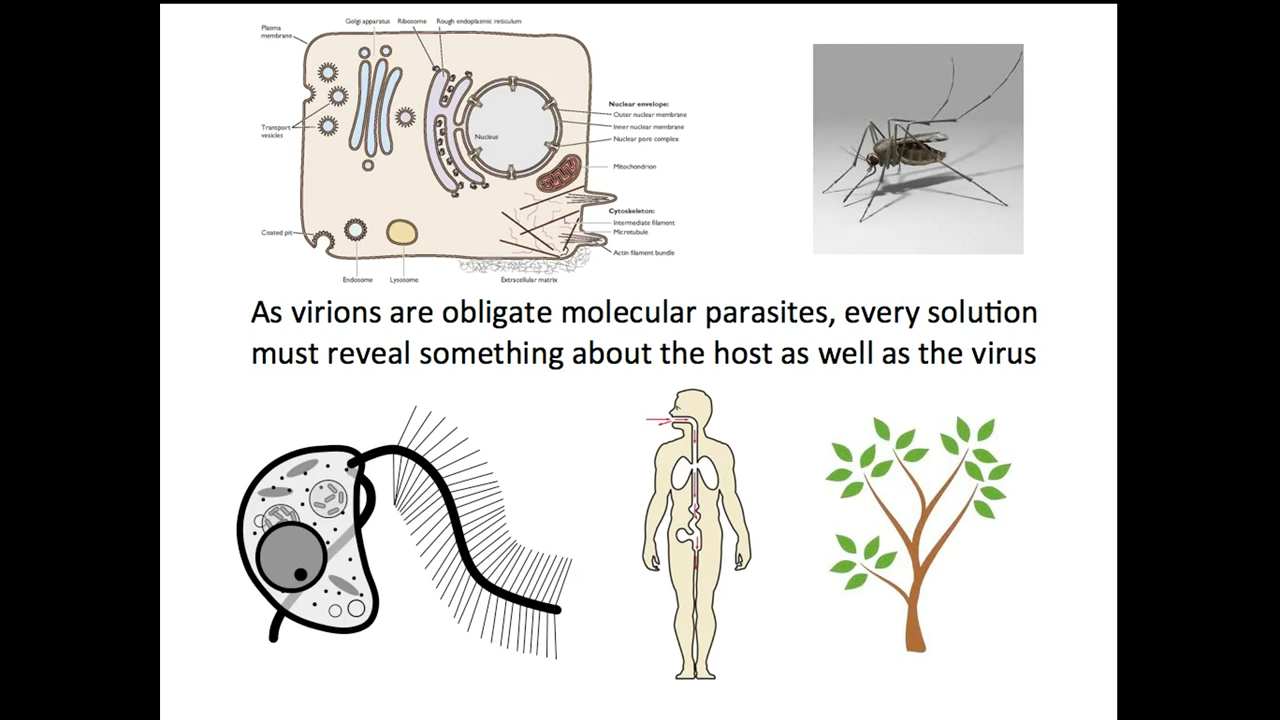 Golgi apparatus Ribosome Rough endoplasmic reticulum
Plasma
membrane
Transport
vesicles
Nucleus
Nuclear envelope:
Outer nuclear membrane
Inner nuclear membrane
Nuclear pore complex
Mitochondrion
Cytoskeleton:
Intermediate filament
Microtubule
Actin filament bundle
Coated pit
Endosome Lysosome Extracellular matrix
As virions are obligate molecular parasites, every solution
must reveal something about the host as well as the virus